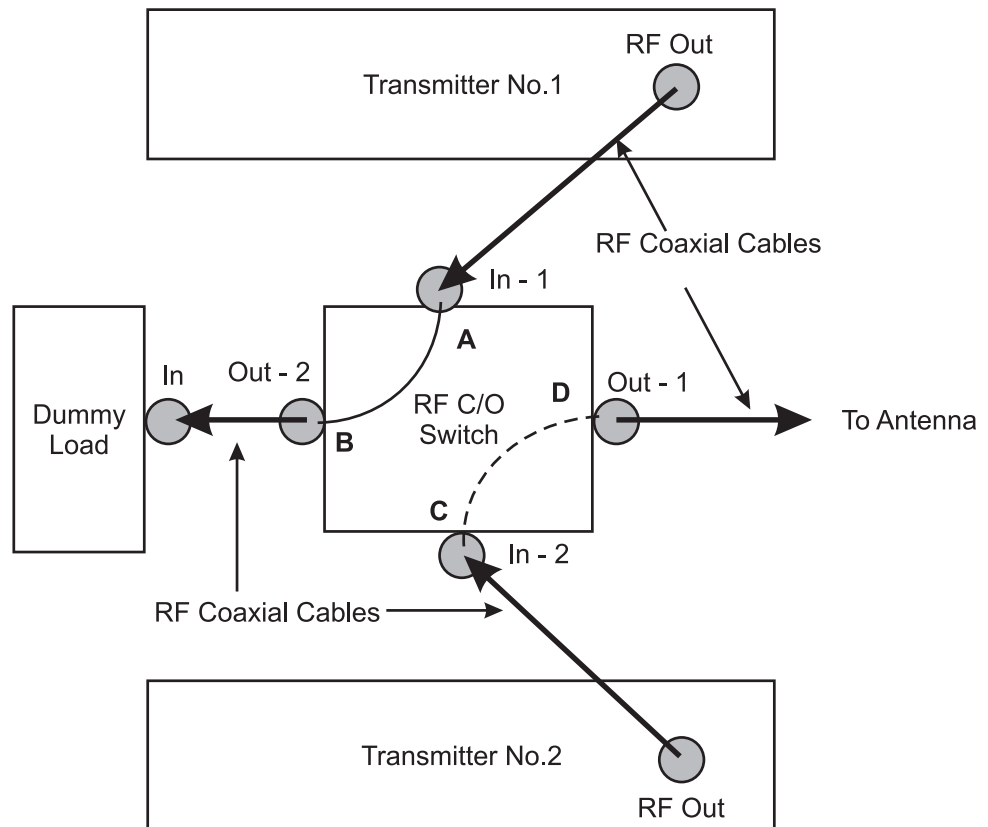 RF Out
Transmitter No.1
RF Coaxial Cables
In - 1
A
In
Out - 2
D
Out - 1
Dummy
Load
RF C/O
Switch
To Antenna
B
C
In - 2
RF Coaxial Cables
Transmitter No.2
RF Out